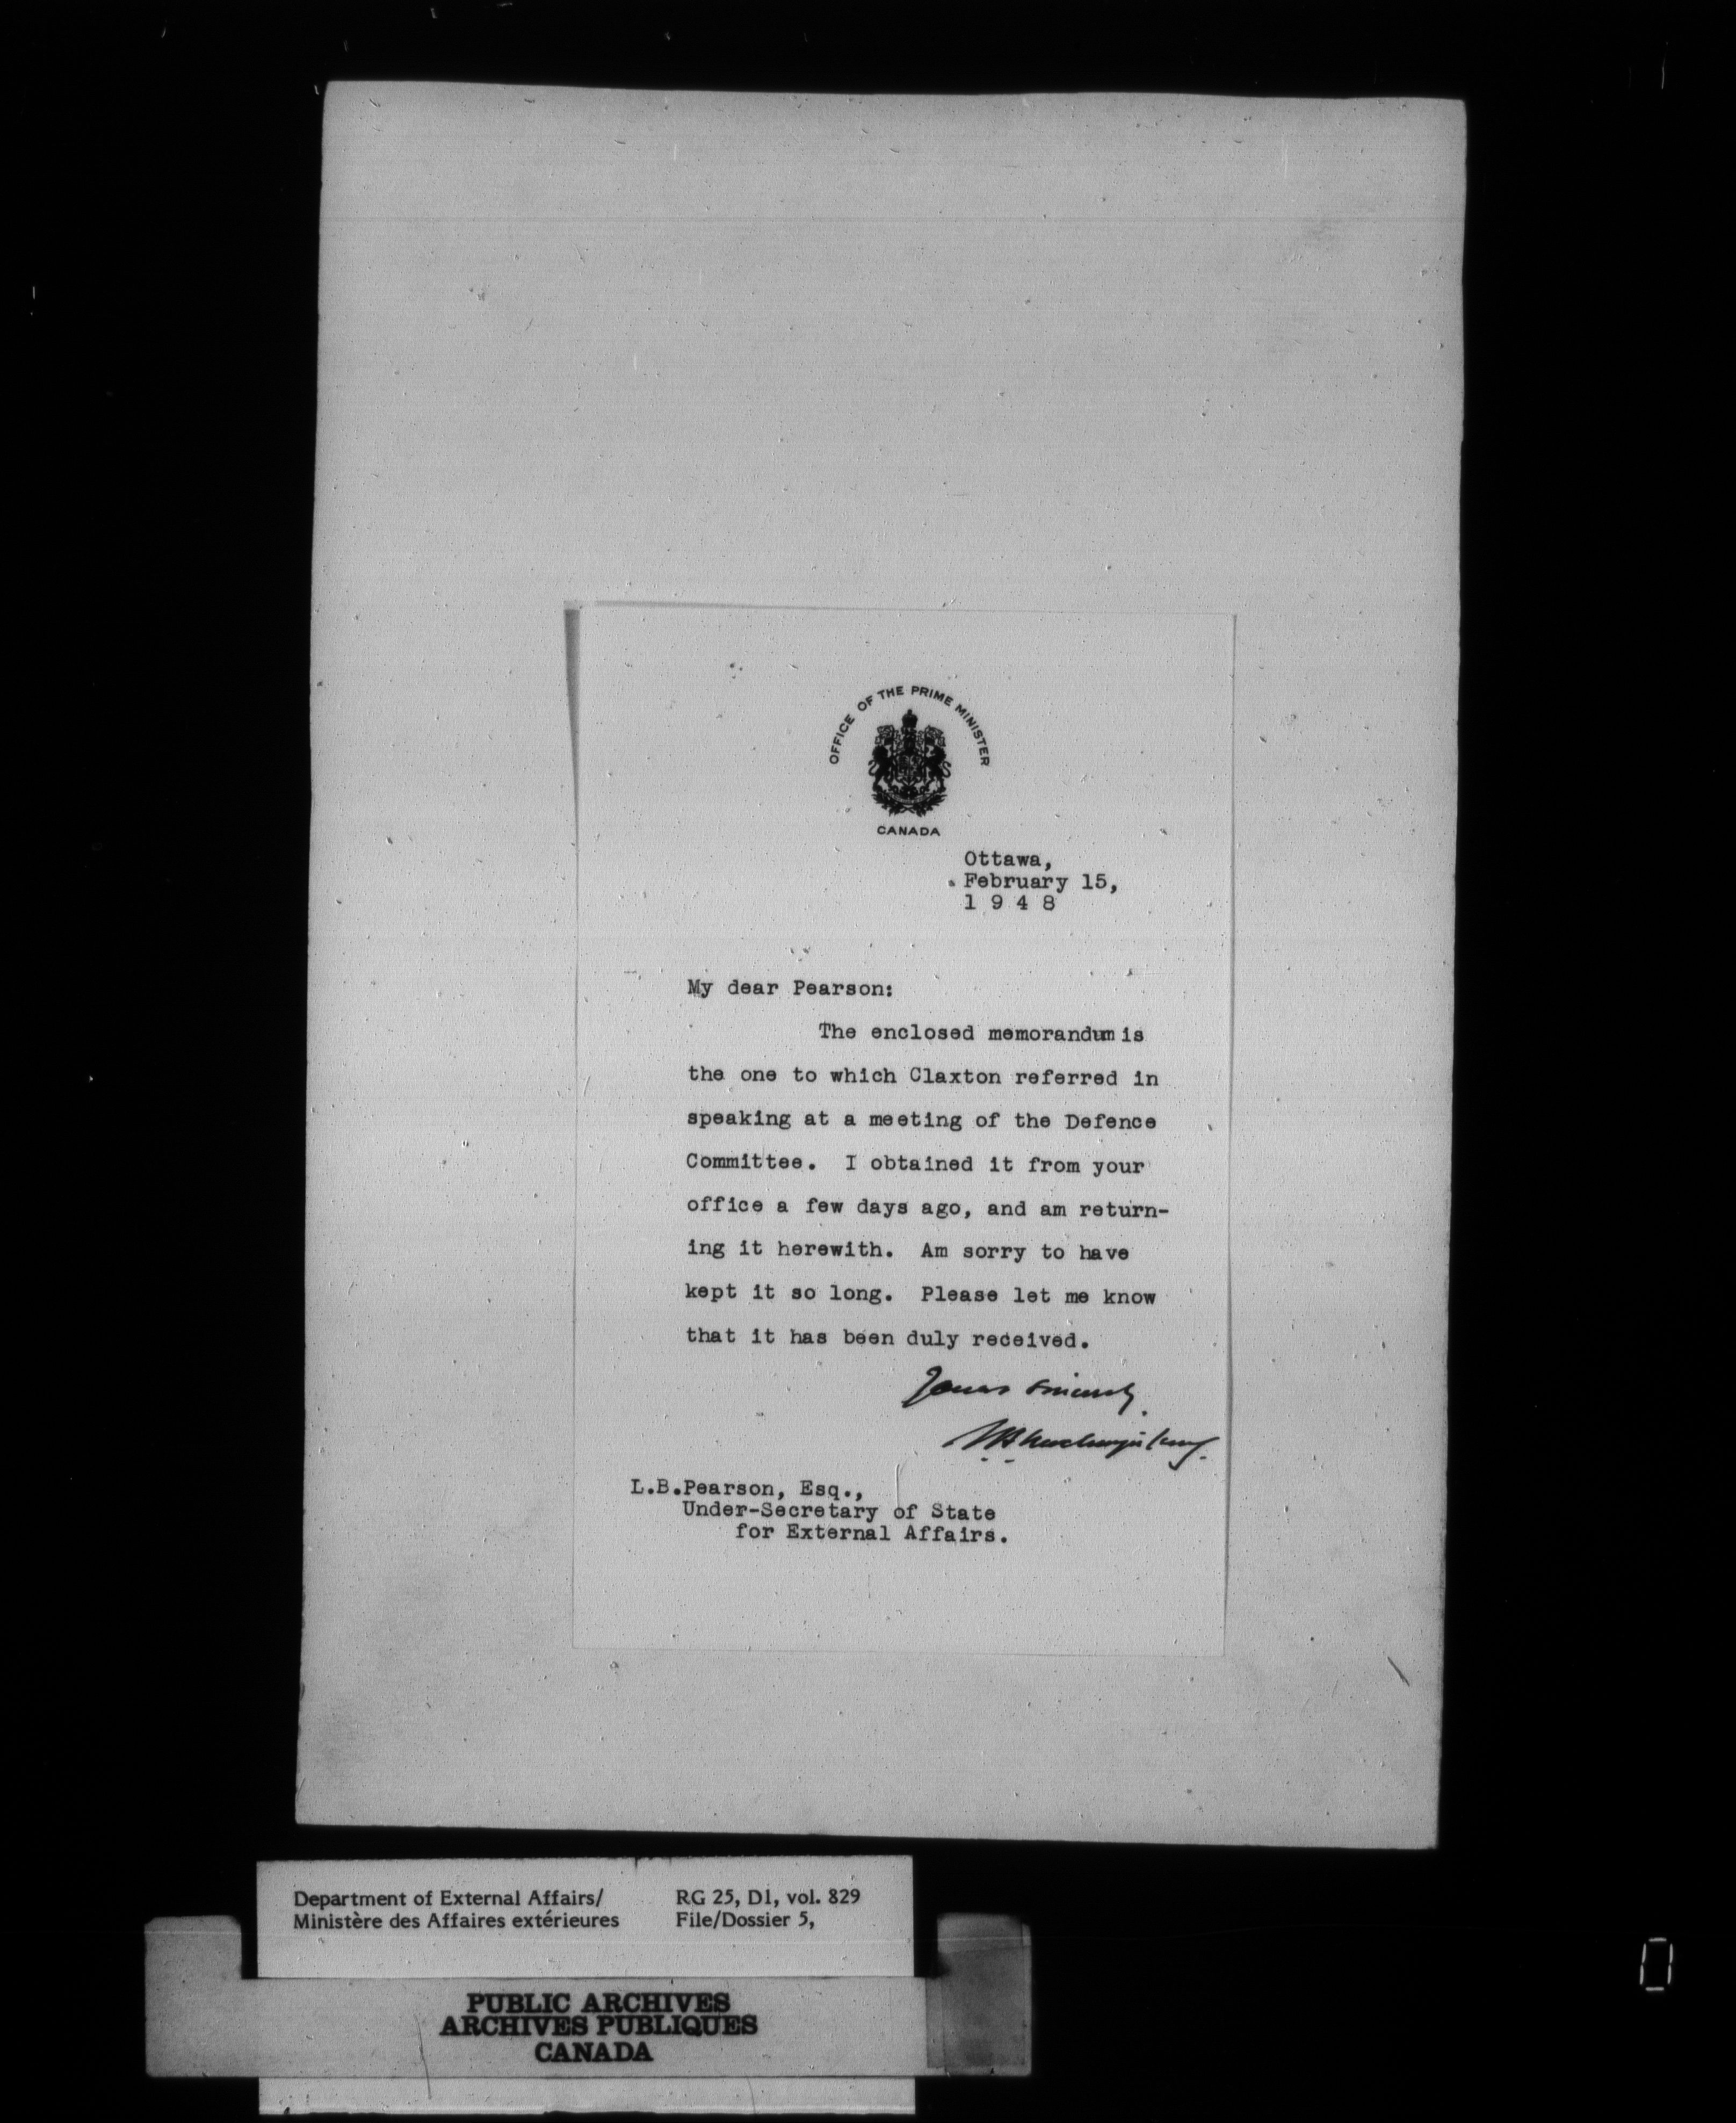 OFFICE OF THE PRIME MINISTER
CANADA
Ottawa,
February 15,
1 9 4 8
My dear Pearson:
The enclosed memorandum is
the one to which Claxton referred in
speaking at a meeting of the Defence
Committee. I obtained it from your
office a few days ago, and am return-
ing it herewith. Am sorry to have
kept it so long. Please let me know
that it has been duly received.
Yours sincerely,
W L Mackenzie King.
L.B.Pearson, Esq.,
Under-Secretary of State
for External Affairs.
Department of External Affairs/
Ministère des Affaires extérieures
RG 25, D1, vol. 829
File/Dossier 5,
PUBLIC ARCHIVES
ARCHIVES PUBLIQUES
CANADA
0